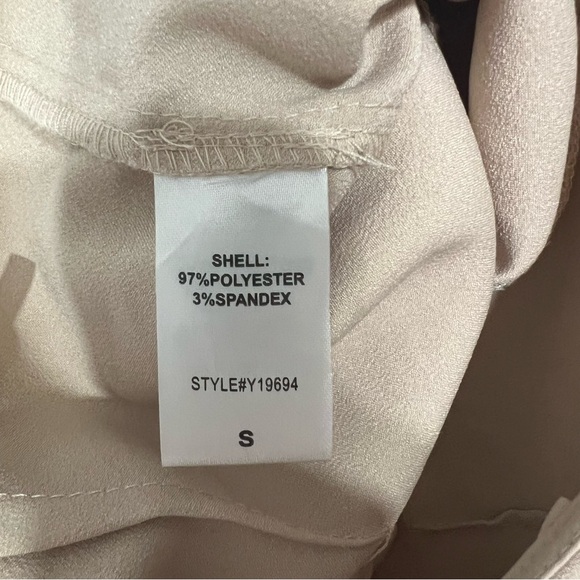 SHELL:
97%POLYESTER
3%SPANDEX
STYLE#Y19694
S